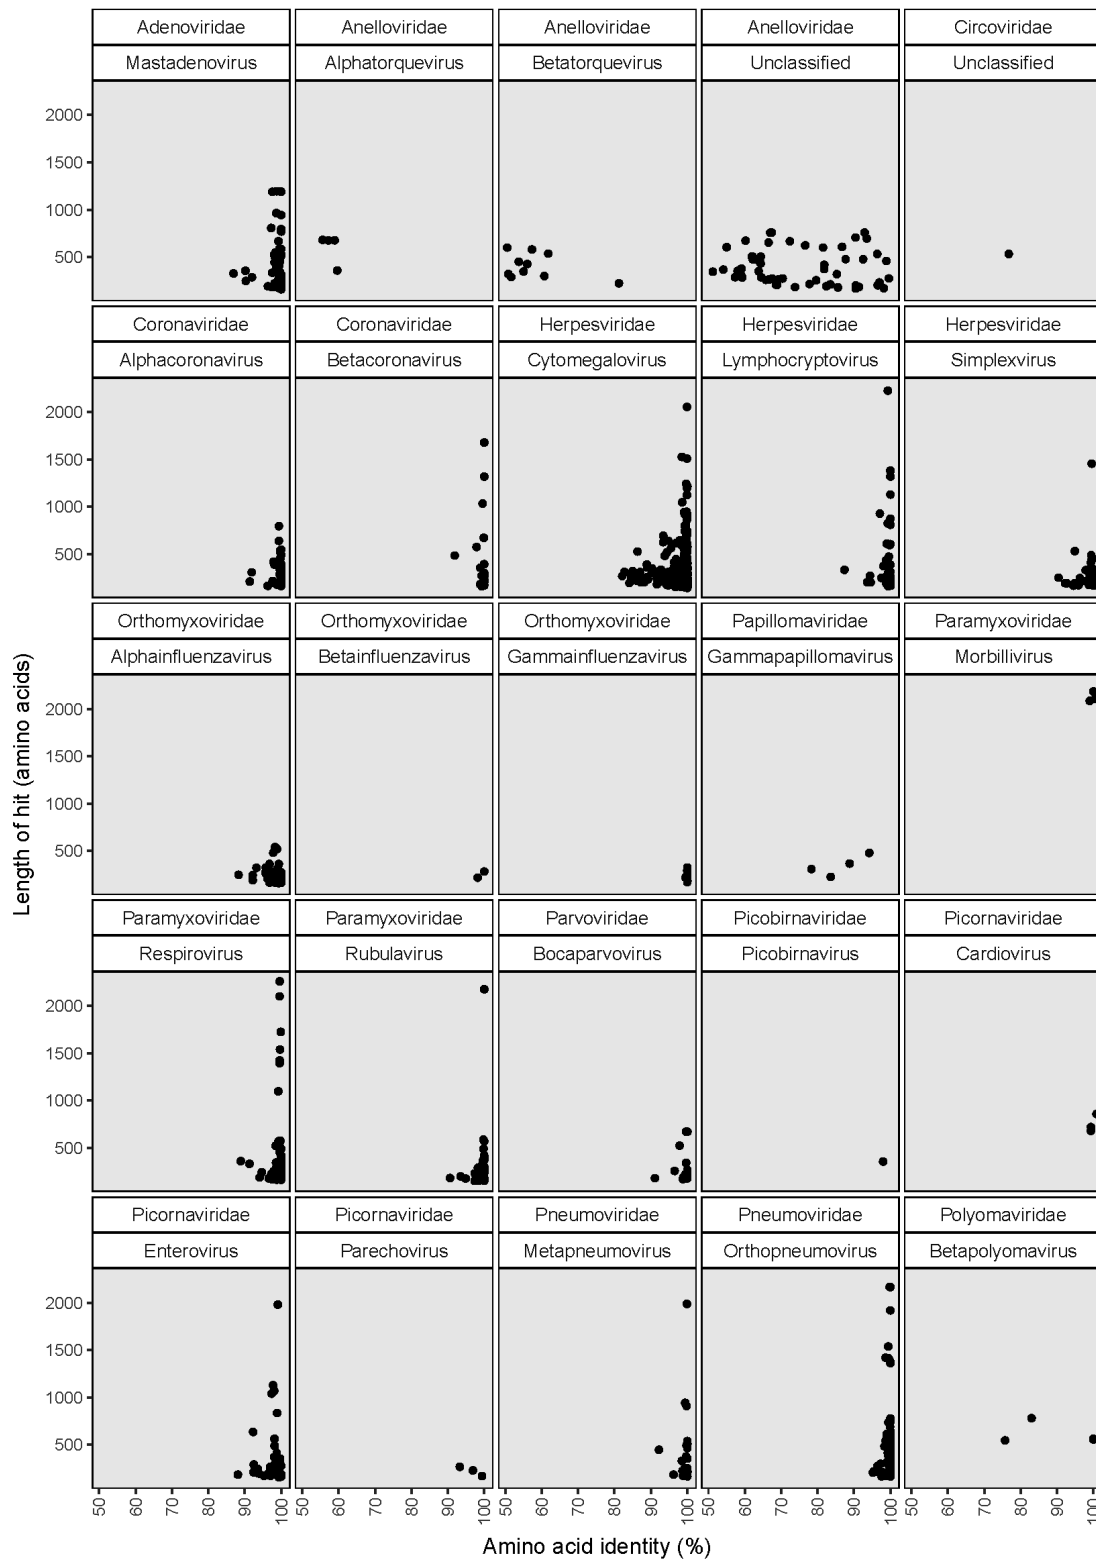 Adenoviridae Anelloviridae Anelloviridae Anelloviridae Circoviridae
Mastadenovirus Alphatorquevirus Betatorquevirus Unclassified Unclassified
2000
1500
1000
500
Coronaviridae Coronaviridae Herpesviridae Herpesviridae Herpesviridae
Alphacoronavirus Betacoronavirus Cytomegalovirus Lymphocryptovirus Simplexvirus
2000
1500
1000
500
Orthomyxoviridae Orthomyxoviridae Orthomyxoviridae Papillomaviridae Paramyxoviridae
Alphainfluenzavirus Betainfluenzavirus Gammainfluenzavirus Gammapapillomavirus Morbillivirus
Length of hit (amino acids)
2000
1500
1000
500
Paramyxoviridae Paramyxoviridae Parvoviridae Picobirnaviridae Picornaviridae
Respirovirus Rubulavirus Bocaparvovirus Picobirnavirus Cardiovirus
2000
1500
1000
500
Picornaviridae Picornaviridae Pneumoviridae Pneumoviridae Polyomaviridae
Enterovirus Parechovirus Metapneumovirus Orthopneumovirus Betapolyomavirus
2000
1500
1000
500
50 60 70 80 90 100 50 60 70 80 90 100 50 60 70 80 90 100 50 60 70 80 90 100 50 60 70 80 90 100
Amino acid identity (%)